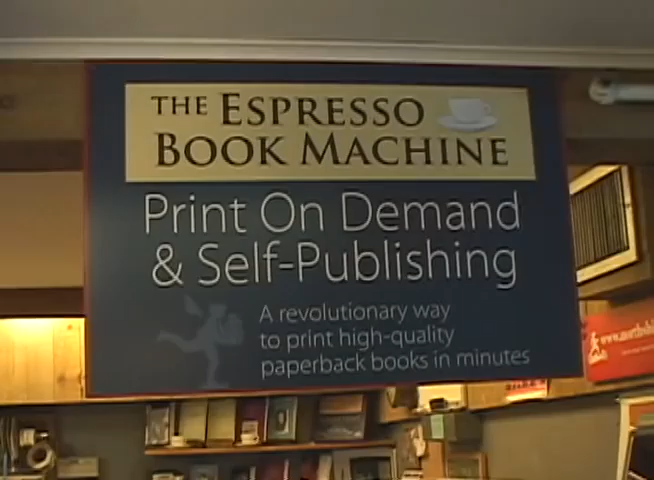 THE ESPRESSO
BOOK MACHINE
Print On Demand
& Self-Publishing
A revolutionary way
to print high-quality
paperback books in minutes